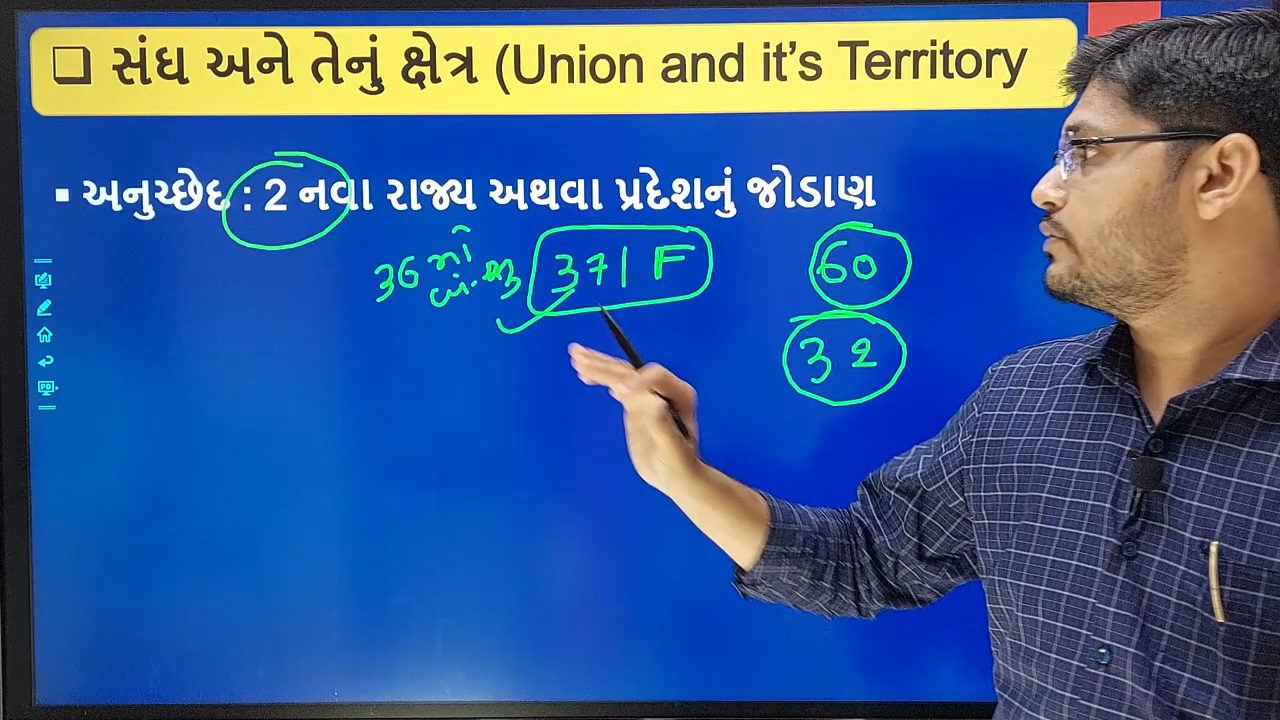 ❑ સંઘ અને તેનું ક્ષેત્ર (Union and it's Territory
▪ અનુચ્છેદ : 2 નવા રાજ્ય અથવા પ્રદેશનું જોડાણ
36 માં 371 F
60
32